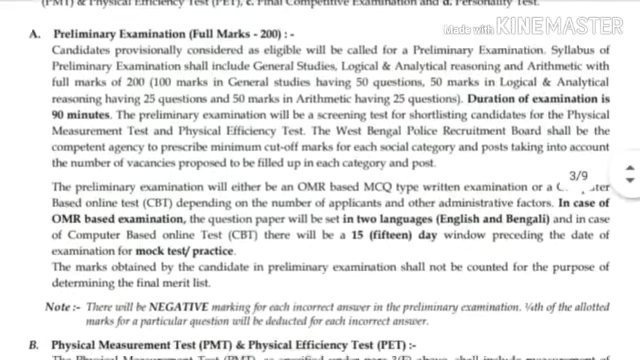 (PMT) & Physical Efficiency Test (PET), c. Final Competitive Examination and d. Personality Test.
Made with KINEMASTER
A. Preliminary Examination (Full Marks - 200) : -
Candidates provisionally considered as eligible will be called for a Preliminary Examination. Syllabus of
Preliminary Examination shall include General Studies, Logical & Analytical reasoning and Arithmetic with
full marks of 200 (100 marks in General studies having 50 questions, 50 marks in Logical & Analytical
reasoning having 25 questions and 50 marks in Arithmetic having 25 questions). Duration of examination is
90 minutes. The preliminary examination will be a screening test for shortlisting candidates for the Physical
Measurement Test and Physical Efficiency Test. The West Bengal Police Recruitment Board shall be the
competent agency to prescribe minimum cut-off marks for each social category and posts taking into account
the number of vacancies proposed to be filled up in each category and post.
3/9
The preliminary examination will either be an OMR based MCQ type written examination or a
Based online test (CBT) depending on the number of applicants and other administrative factors. In case of
OMR based examination, the question paper will be set in two languages (English and Bengali) and in case
of Computer Based online Test (CBT) there will be a 15 (fifteen) day window preceding the date of
examination for mock test/practice.
The marks obtained by the candidate in preliminary examination shall not be counted for the purpose of
determining the final merit list.
Note :- There will be NEGATIVE marking for each incorrect answer in the preliminary examination. ¼th of the allotted
marks for a particular question will be deducted for each incorrect answer.
B. Physical Measurement Test (PMT) & Physical Efficiency Test (PET) :-